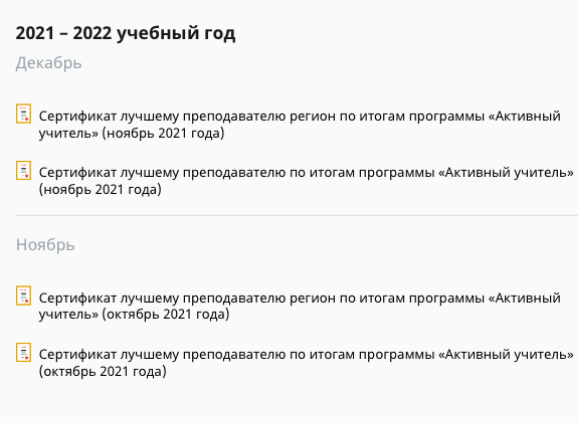 2021 – 2022 учебный год
Декабрь
Сертификат лучшему преподавателю регион по итогам программы «Активный
учитель» (ноябрь 2021 года)
Сертификат лучшему преподавателю по итогам программы «Активный учитель»
(ноябрь 2021 года)
Ноябрь
Сертификат лучшему преподавателю регион по итогам программы «Активный
учитель» (октябрь 2021 года)
Сертификат лучшему преподавателю по итогам программы «Активный учитель»
(октябрь 2021 года)